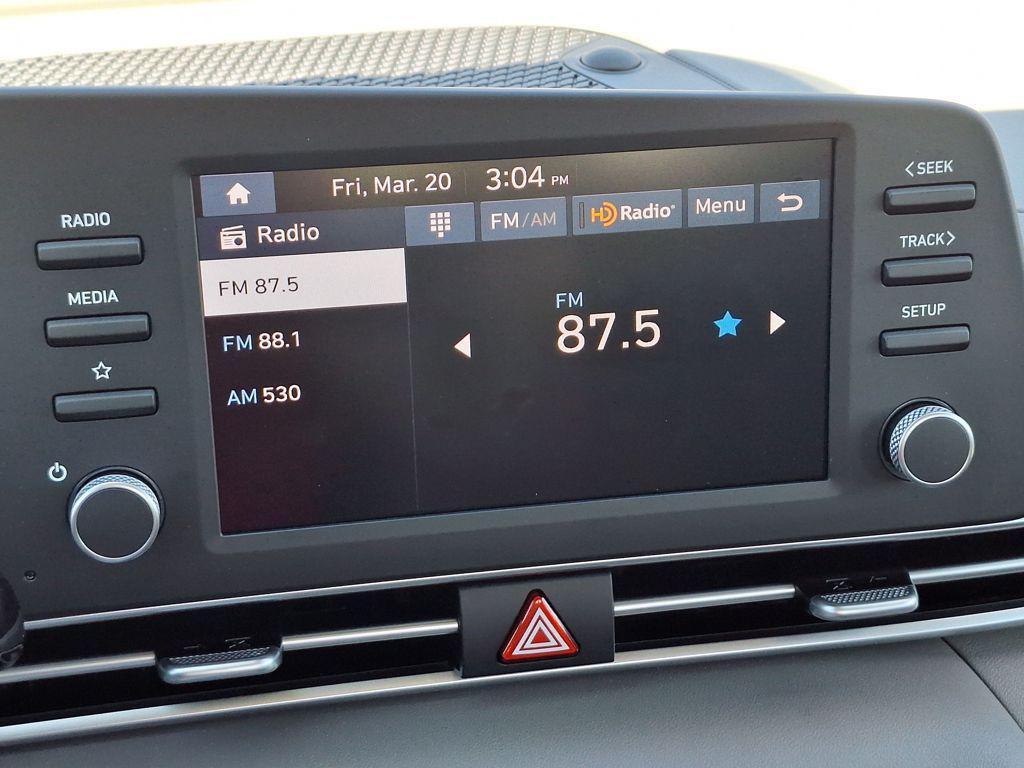 Fri, Mar. 20 3:04 PM
Radio
FM/AM
HD Radio®
Menu
FM 87.5
FM 88.1
AM 530
FM
87.5
RADIO
MEDIA
< SEEK
TRACK >
SETUP